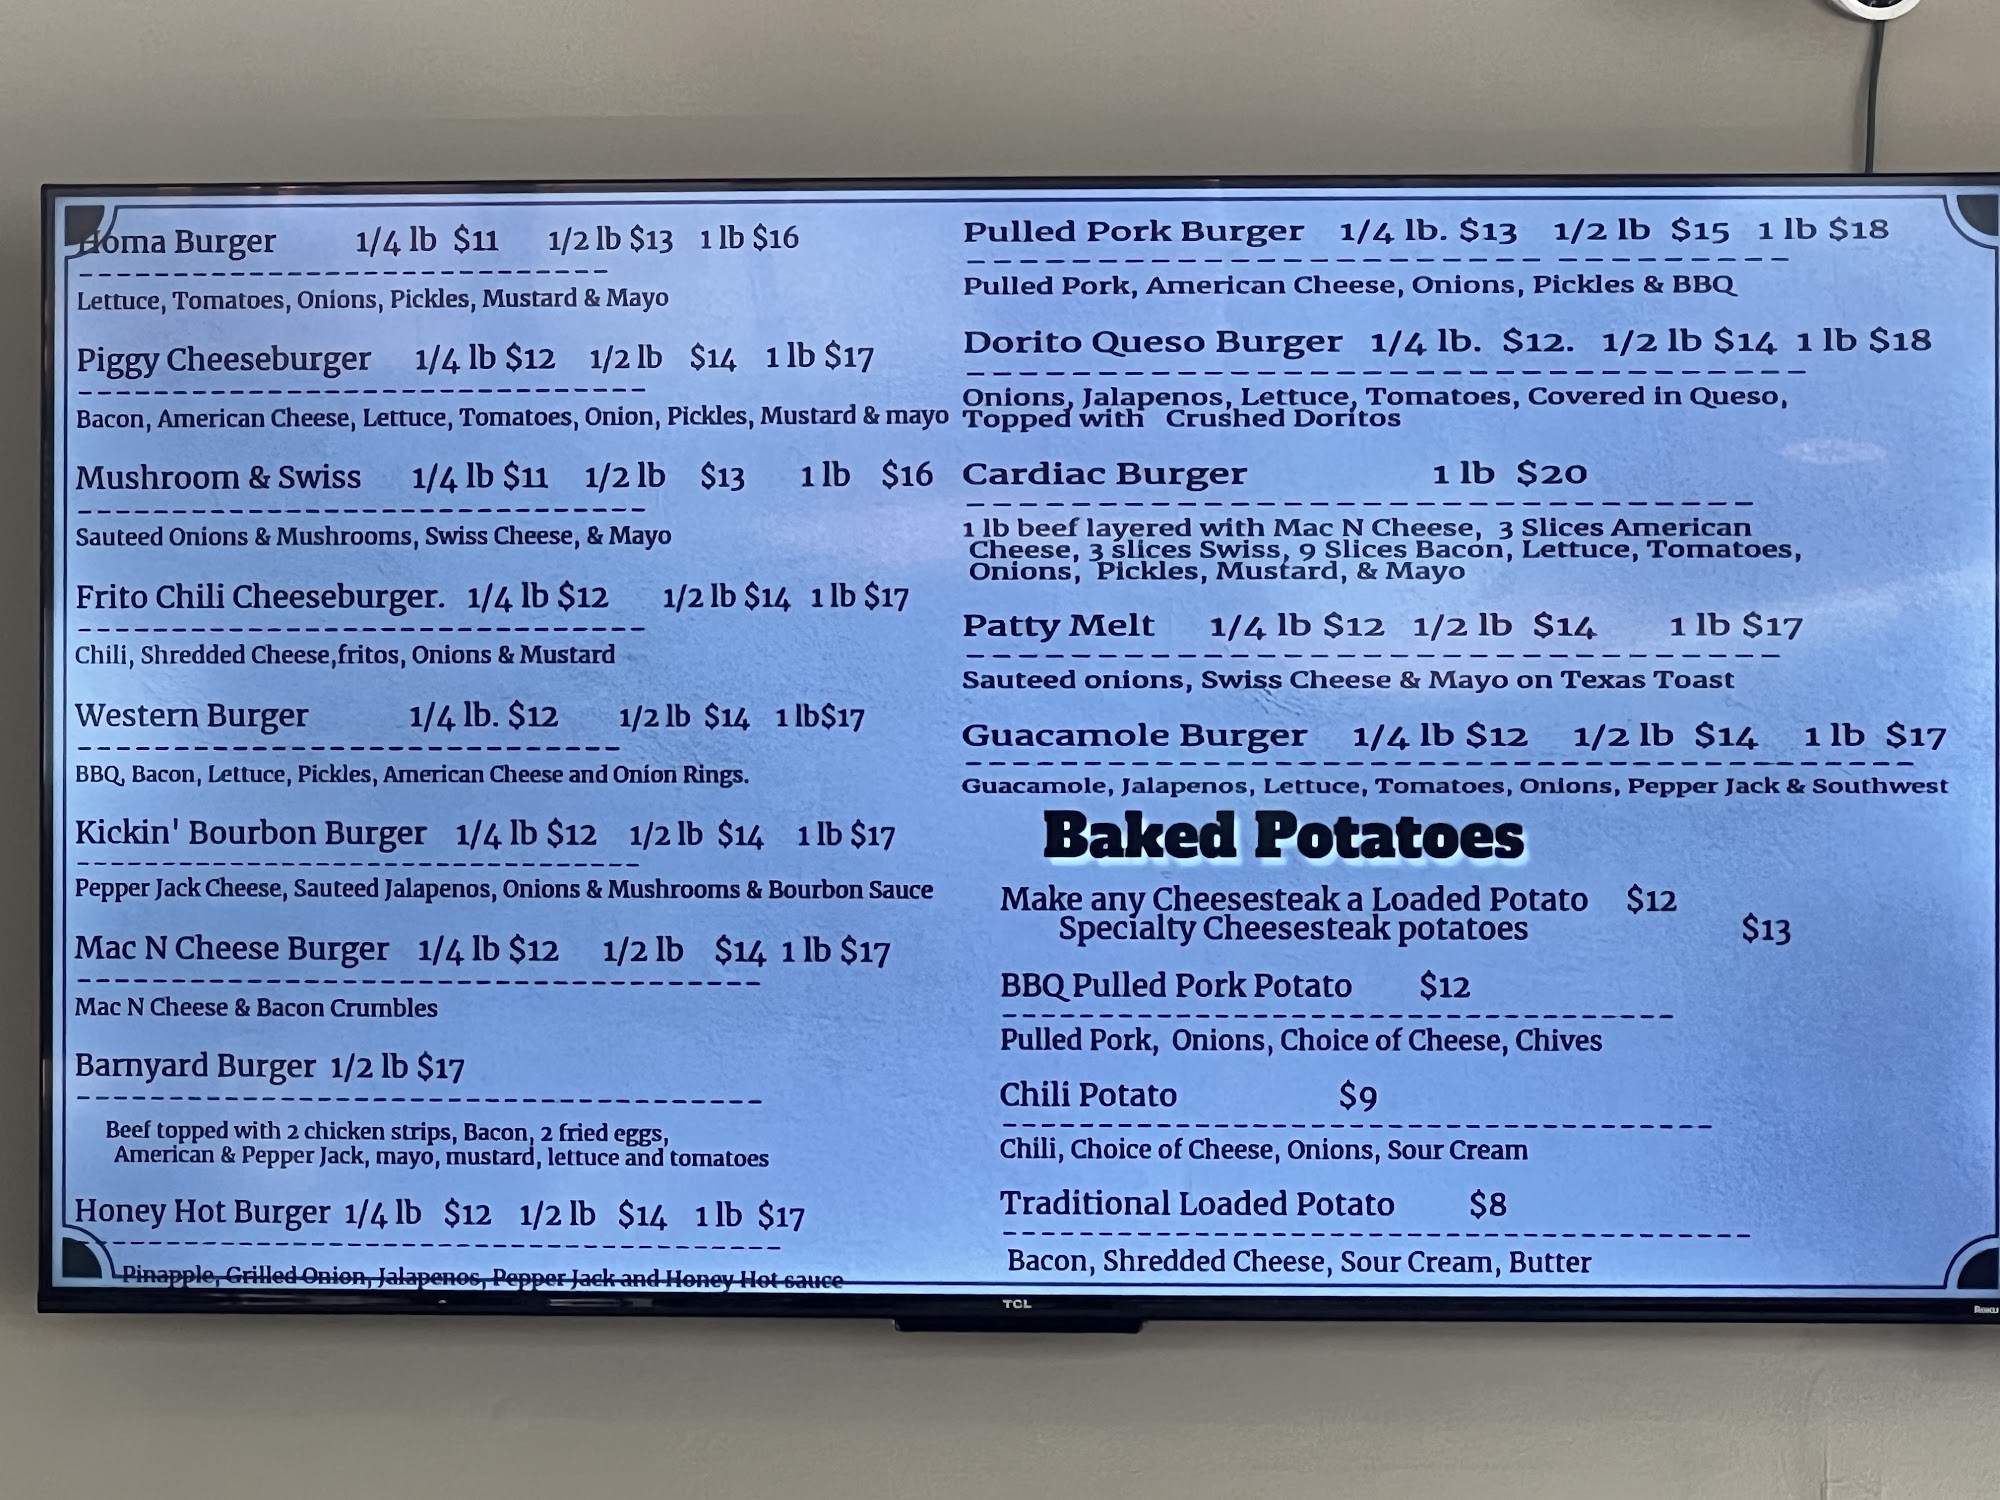 Homa Burger 1/4 lb $11 1/2 lb $13 1 lb $16
Lettuce, Tomatoes, Onions, Pickles, Mustard & Mayo
Piggy Cheeseburger 1/4 lb $12 1/2 lb $14 1 lb $17
Bacon, American Cheese, Lettuce, Tomatoes, Onion, Pickles, Mustard & mayo
Mushroom & Swiss 1/4 lb $11 1/2 lb $13 1 lb $16
Sauteed Onions & Mushrooms, Swiss Cheese, & Mayo
Frito Chili Cheeseburger. 1/4 lb $12 1/2 lb $14 1 lb $17
Chili, Shredded Cheese,fritos, Onions & Mustard
Western Burger 1/4 lb. $12 1/2 lb $14 1 lb$17
BBQ, Bacon, Lettuce, Pickles, American Cheese and Onion Rings.
Kickin' Bourbon Burger 1/4 lb $12 1/2 lb $14 1 lb $17
Pepper Jack Cheese, Sauteed Jalapenos, Onions & Mushrooms & Bourbon Sauce
Mac N Cheese Burger 1/4 lb $12 1/2 lb $14 1 lb $17
Mac N Cheese & Bacon Crumbles
Barnyard Burger 1/2 lb $17
Beef topped with 2 chicken strips, Bacon, 2 fried eggs,
American & Pepper Jack, mayo, mustard, lettuce and tomatoes
Honey Hot Burger 1/4 lb $12 1/2 lb $14 1 lb $17
Pinapple, Grilled Onion, Jalapenos, Pepper Jack and Honey Hot sauce
Pulled Pork Burger 1/4 lb. $13 1/2 lb $15 1 lb $18
Pulled Pork, American Cheese, Onions, Pickles & BBQ
Dorito Queso Burger 1/4 lb. $12. 1/2 lb $14 1 lb $18
Onions, Jalapenos, Lettuce, Tomatoes, Covered in Queso,
Topped with Crushed Doritos
Cardiac Burger 1 lb $20
1 lb beef layered with Mac N Cheese, 3 Slices American
Cheese, 3 slices Swiss, 9 Slices Bacon, Lettuce, Tomatoes,
Onions, Pickles, Mustard, & Mayo
Patty Melt 1/4 lb $12 1/2 lb $14 1 lb $17
Sauteed onions, Swiss Cheese & Mayo on Texas Toast
Guacamole Burger 1/4 lb $12 1/2 lb $14 1 lb $17
Guacamole, Jalapenos, Lettuce, Tomatoes, Onions, Pepper Jack & Southwest
Baked Potatoes
Make any Cheesesteak a Loaded Potato $12
Specialty Cheesesteak potatoes $13
BBQ Pulled Pork Potato $12
Pulled Pork, Onions, Choice of Cheese, Chives
Chili Potato $9
Chili, Choice of Cheese, Onions, Sour Cream
Traditional Loaded Potato $8
Bacon, Shredded Cheese, Sour Cream, Butter
TCL
Roku